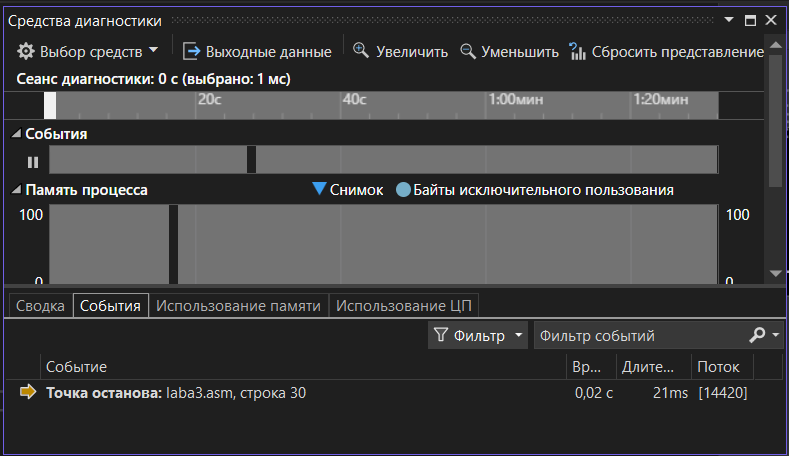 Средства диагностики
Выбор средств Выходные данные Увеличить Уменьшить Сбросить представление
Сеанс диагностики: 0 с (выбрано: 1 мс)
20с 40с 1:00мин 1:20мин
События
Память процесса Снимок Байты исключительного пользования
100 100
0 0
Сводка События Использование памяти Использование ЦП
Фильтр Фильтр событий
Событие Вр... Длите... Поток
Точка останова: laba3.asm, строка 30 0,02 с 21ms [14420]